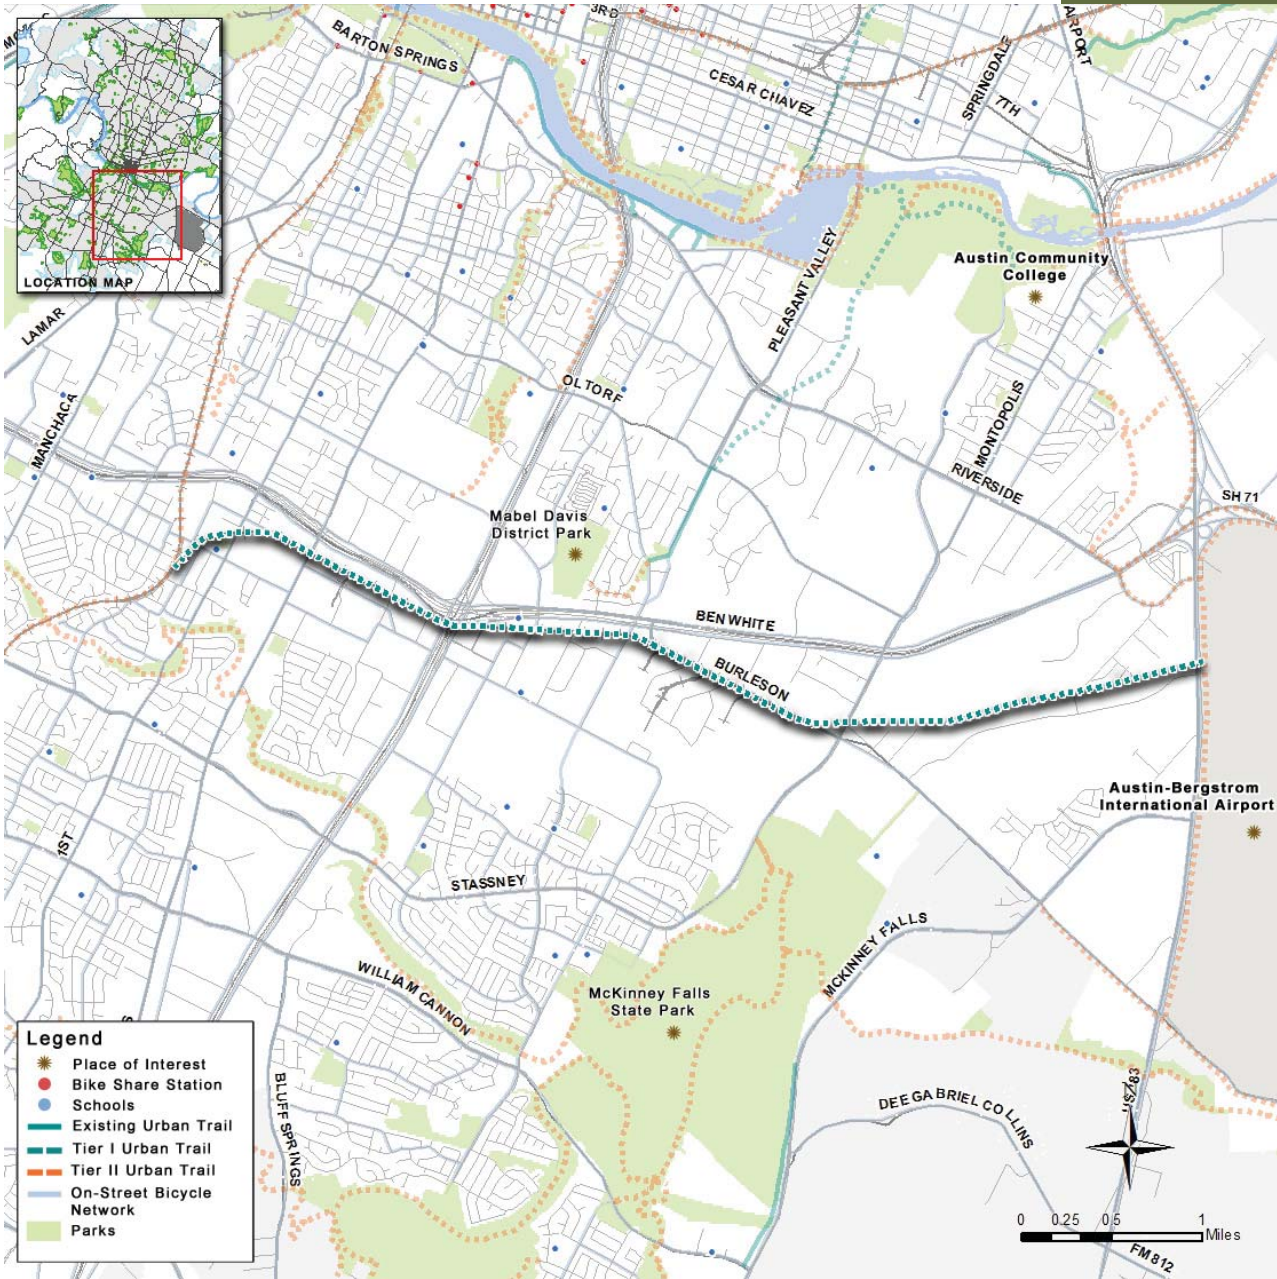 3RD
AIRPORT
BARTON SPRINGS
CESAR CHAVEZ
SPRINGDALE
7TH
LOCATION MAP
LAMAR
PLEASANT VALLEY
Austin Community
College
MANCHACA
OLTORF
MONTOPOLIS
RIVERSIDE
SH 71
Mabel Davis
District Park
BEN WHITE
BURLESON
Austin-Bergstrom
International Airport
1ST
STASSNEY
MCKINNEY FALLS
WILLIAM CANNON
McKinney Falls
State Park
BLUFF SPRINGS
DEE GABRIEL COLLINS
US 183
FM 812
Legend
Place of Interest
Bike Share Station
Schools
Existing Urban Trail
Tier I Urban Trail
Tier II Urban Trail
On-Street Bicycle
Network
Parks
0 0.25 0.5 1
Miles